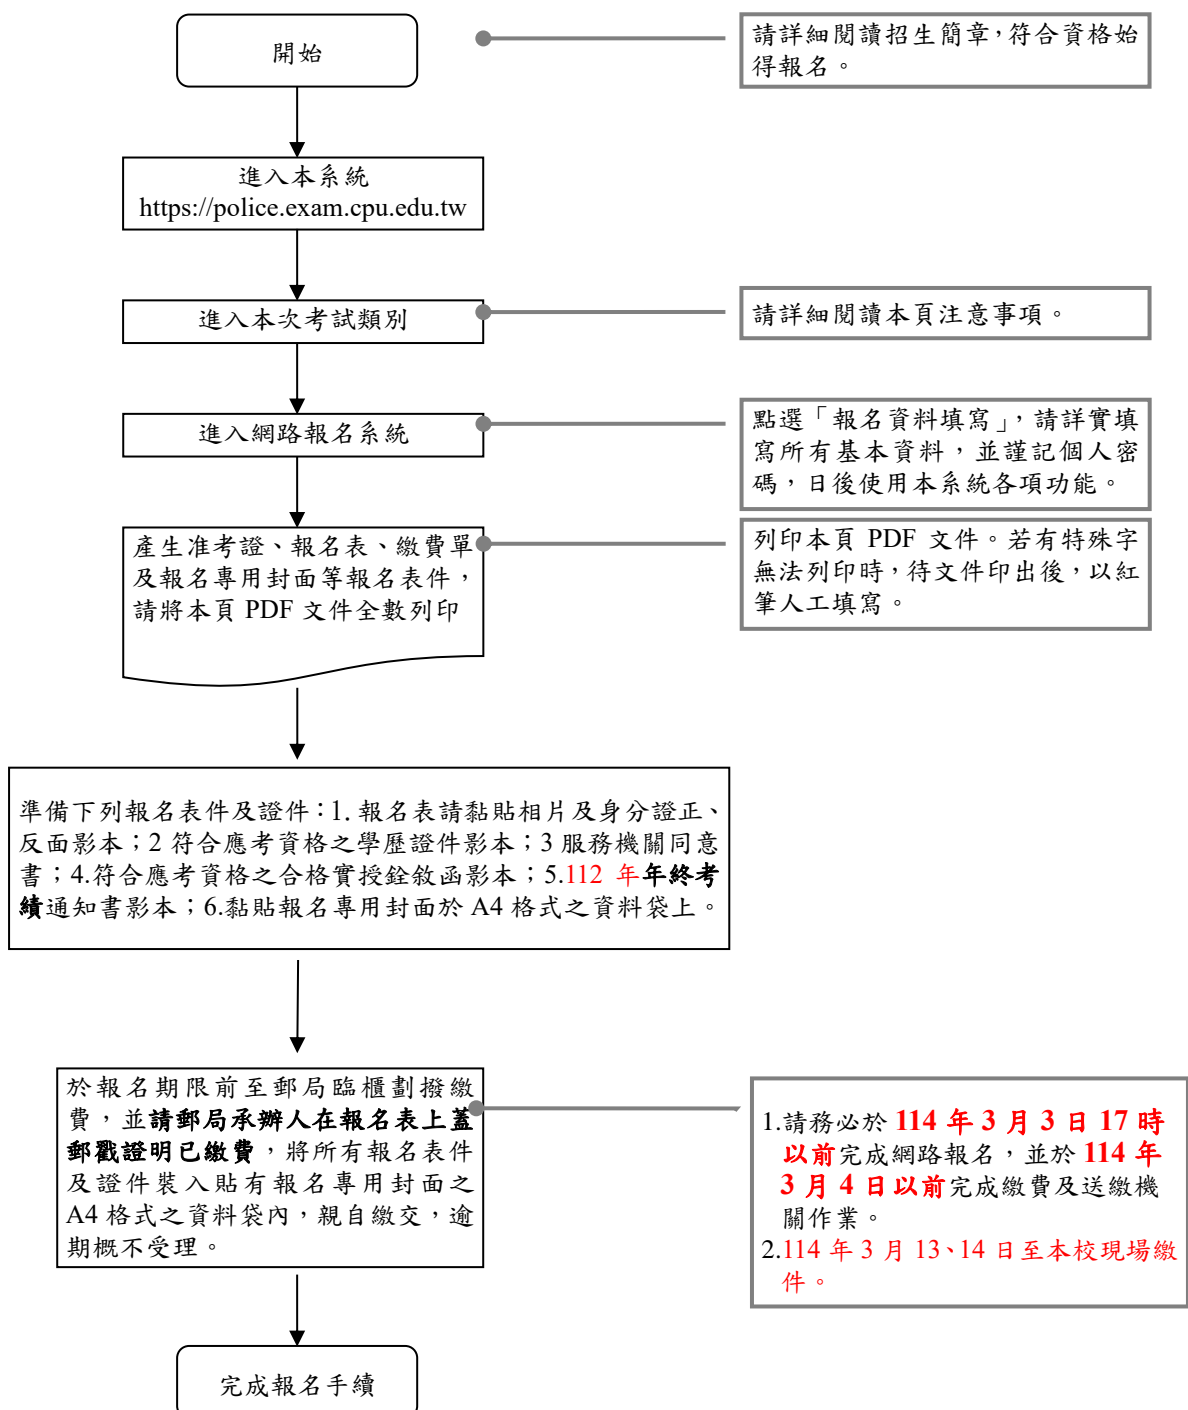 開始
請詳細閱讀招生簡章，符合資格始
得報名。
進入本系統
https://police.exam.cpu.edu.tw
進入本次考試類別
請詳細閱讀本頁注意事項。
進入網路報名系統
點選「報名資料填寫」，請詳實填
寫所有基本資料，並謹記個人密
碼，日後使用本系統各項功能。
產生准考證、報名表、繳費單
及報名專用封面等報名表件，
請將本頁 PDF 文件全數列印
列印本頁 PDF 文件。若有特殊字
無法列印時，待文件印出後，以紅
筆人工填寫。
準備下列報名表件及證件：1. 報名表請黏貼相片及身分證正、
反面影本；2 符合應考資格之學歷證件影本；3 服務機關同意
書；4.符合應考資格之合格實授銓敘函影本；5.112 年年終考
績通知書影本；6.黏貼報名專用封面於 A4 格式之資料袋上。
於報名期限前至郵局臨櫃劃撥繳
費，並請郵局承辦人在報名表上蓋
郵戳證明已繳費，將所有報名表件
及證件裝入貼有報名專用封面之
A4 格式之資料袋內，親自繳交，逾
期概不受理。
1.請務必於 114 年 3 月 3 日 17 時
以前完成網路報名，並於 114 年
3 月 4 日以前完成繳費及送繳機
關作業。
2.114 年 3 月 13、14 日至本校現場繳
件。
完成報名手續